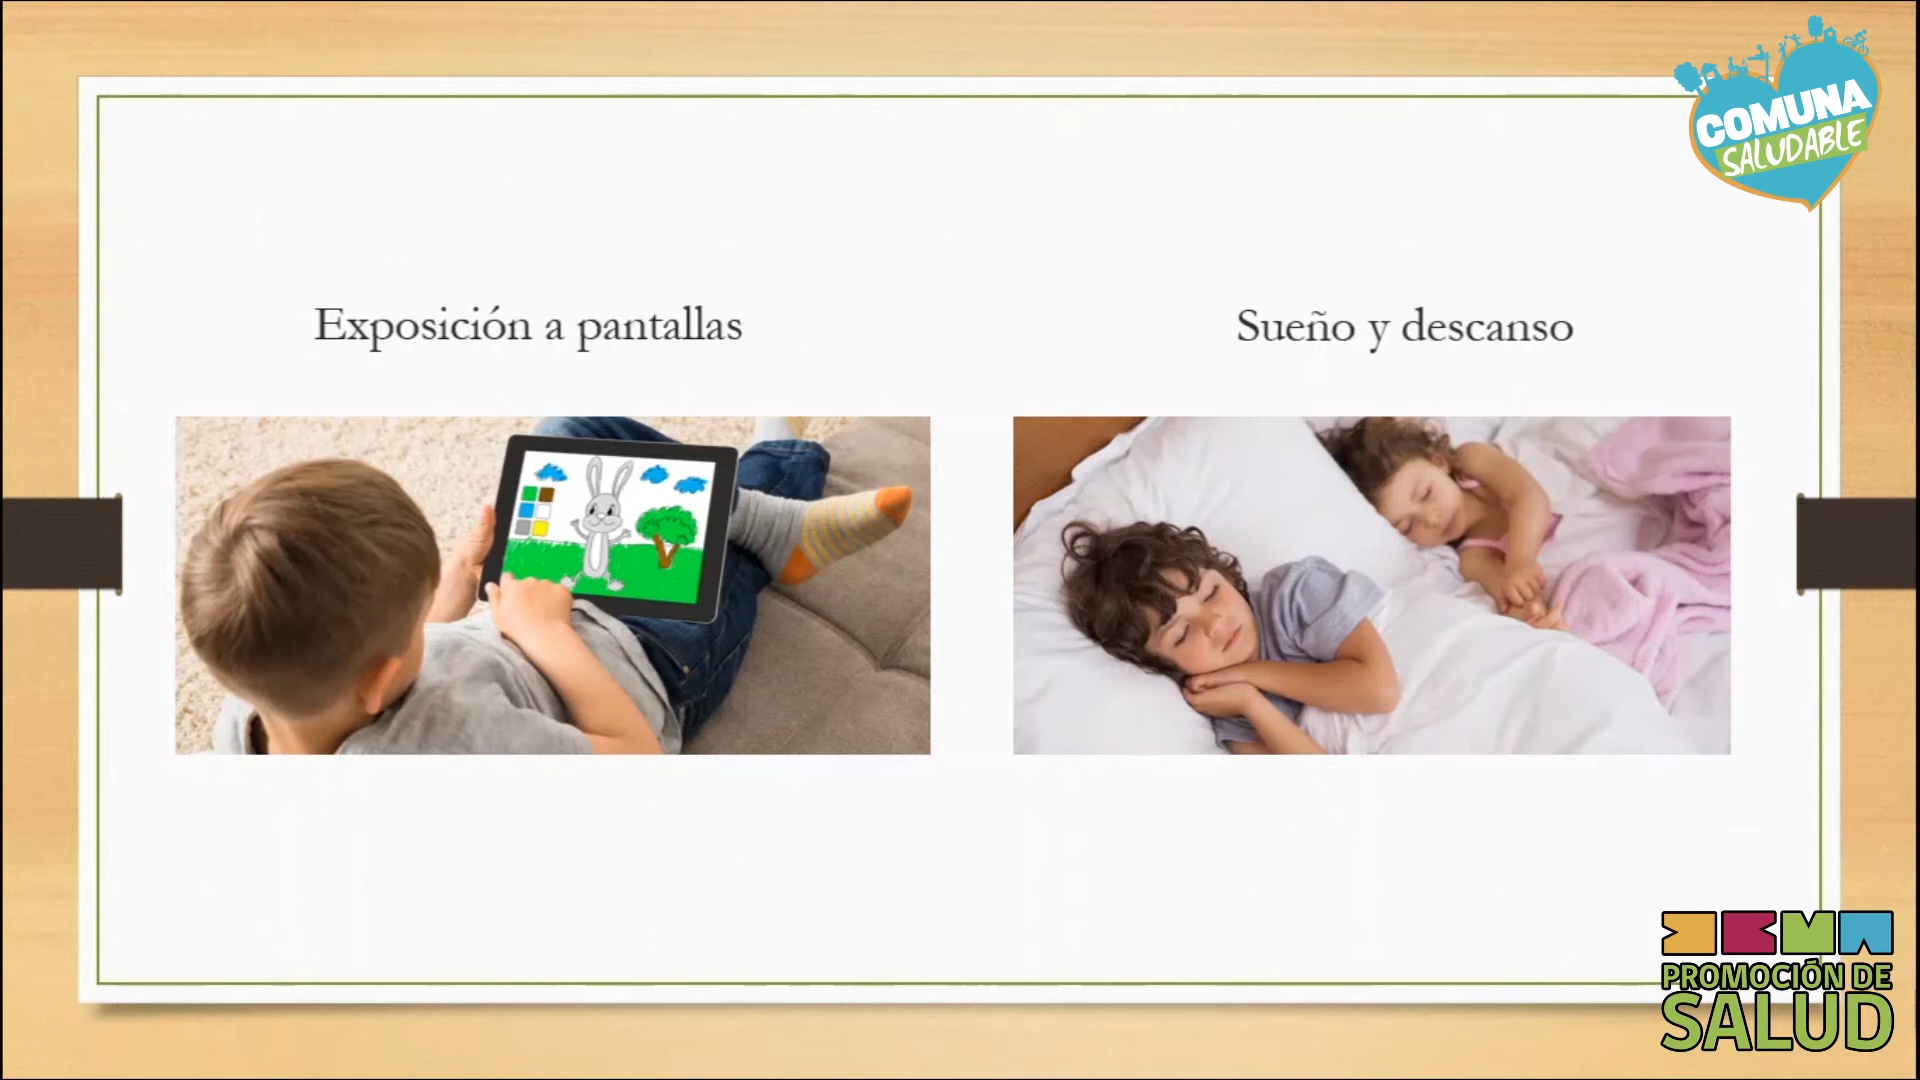 COMUNA
SALUDABLE
Exposición a pantallas
Sueño y descanso
PROMOCIÓN DE
SALUD